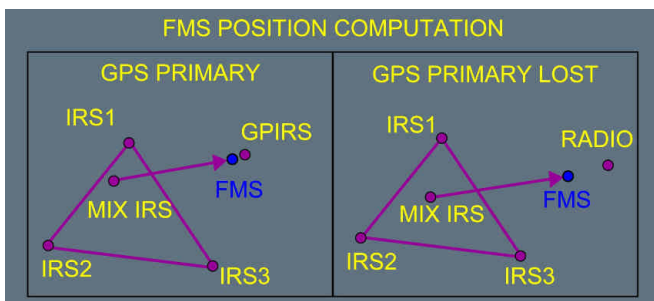 FMS POSITION COMPUTATION
GPS PRIMARY
IRS1
GPIRS
FMS
MIX IRS
IRS2
IRS3
GPS PRIMARY LOST
IRS1
RADIO
MIX IRS
FMS
IRS2
IRS3